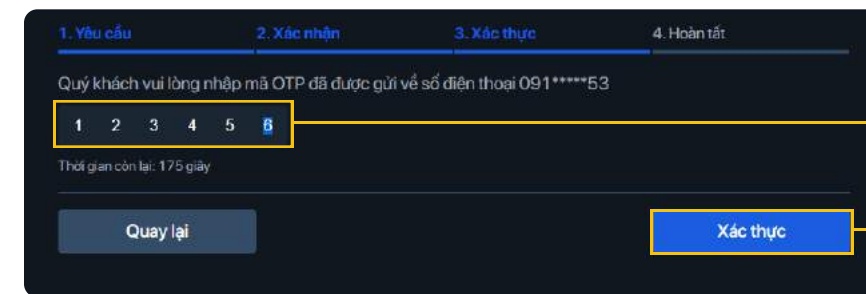 1. Yêu cầu 2. Xác nhận 3. Xác thực 4. Hoàn tất
Quý khách vui lòng nhập mã OTP đã được gửi về số điện thoại 091*****53
1 2 3 4 5 6
Thời gian còn lại: 175 giây
Quay lại Xác thực